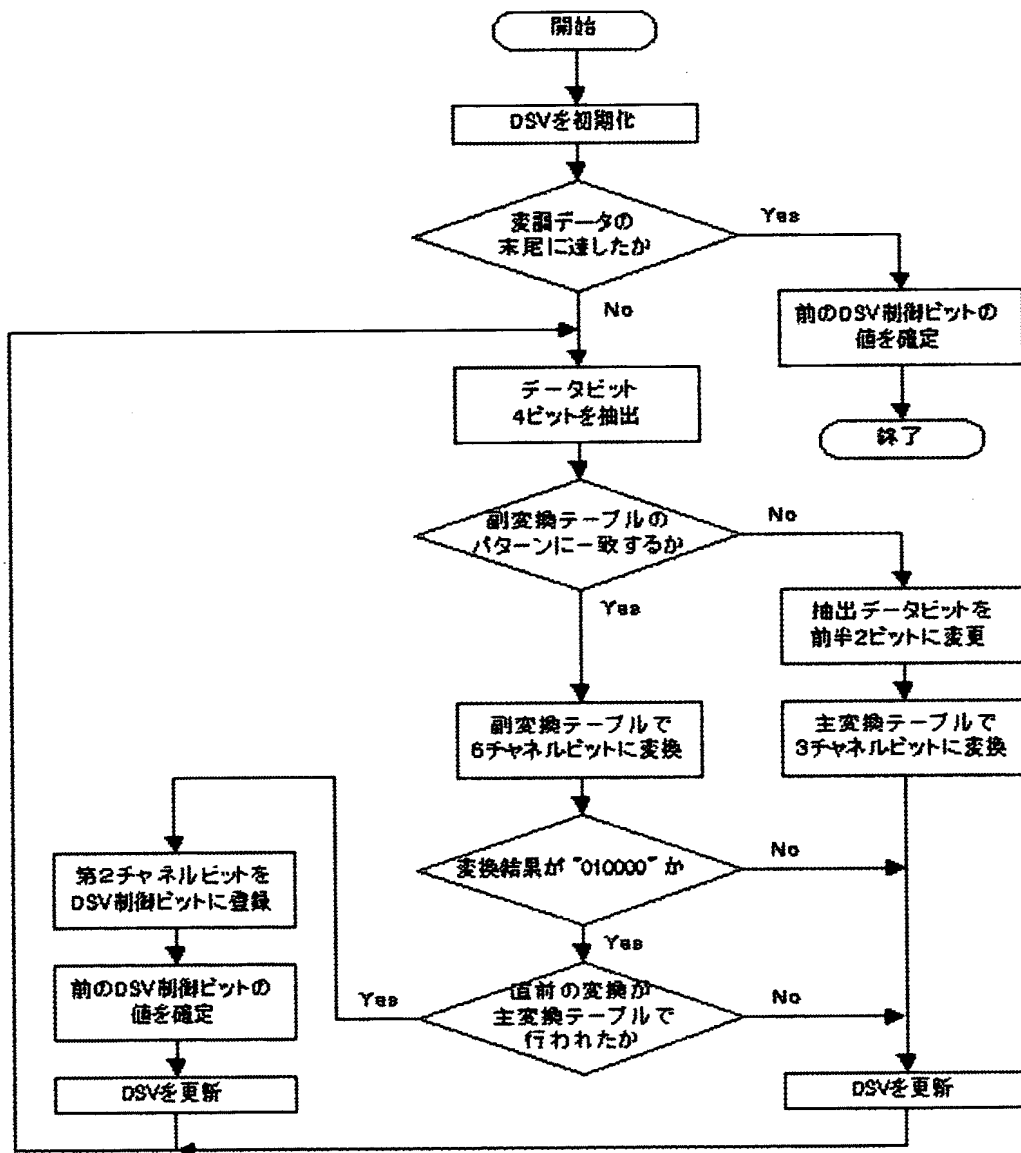 開始
DSVを初期化
変調データの
末尾に達したか
Yes
No
前のDSV制御ビットの
値を確定
終了
データビット
4ビットを抽出
副変換テーブルの
パターンに一致するか
No
Yes
抽出データビットを
前半2ビットに変更
副変換テーブルで
6チャネルビットに変換
主変換テーブルで
3チャネルビットに変換
変換結果が"010000"か
No
Yes
第2チャネルビットを
DSV制御ビットに登録
前のDSV制御ビットの
値を確定
Yes
直前の変換が
主変換テーブルで
行われたか
No
DSVを更新
DSVを更新